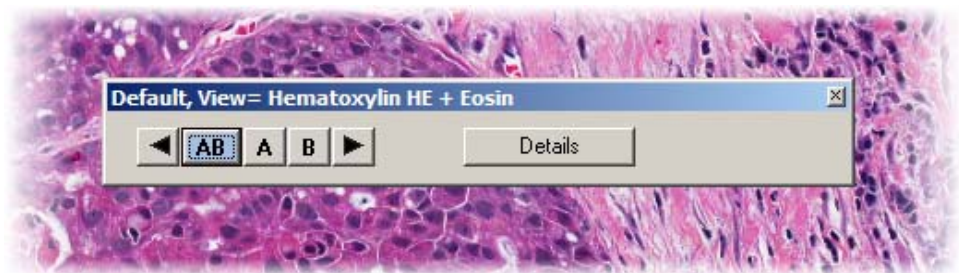 Default, View= Hematoxylin HE + Eosin
AB A B Details